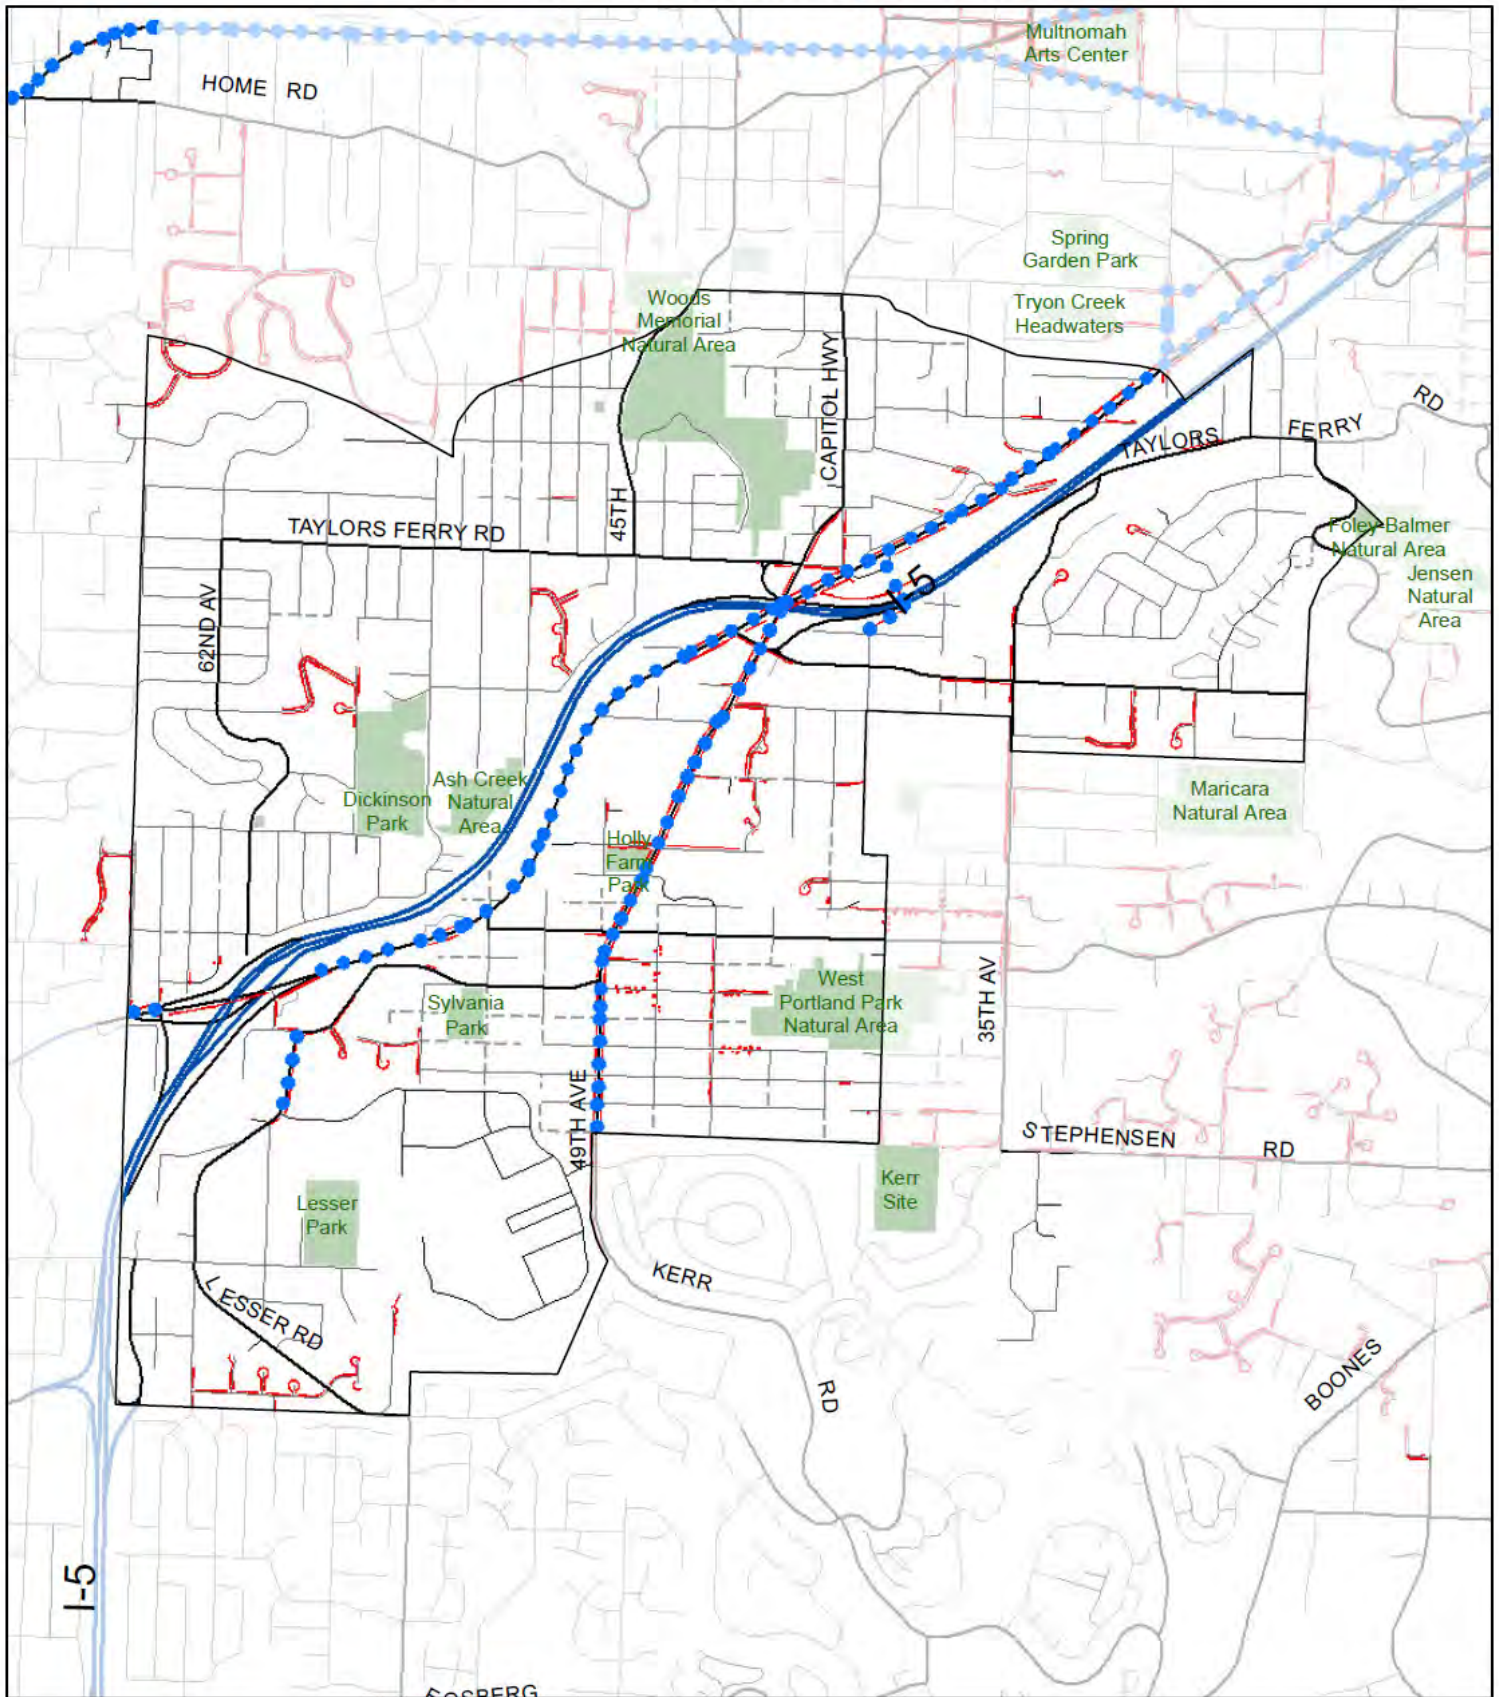 Multnomah
Arts Center
HOME RD
Spring
Garden Park
Tryon Creek
Headwaters
Woods
Memorial
Natural Area
CAPITOL HWY
RD
FERRY
TAYLORS
45TH
TAYLORS FERRY RD
Foley-Balmer
Natural Area
Jensen
Natural
Area
I-5
62ND AV
Ash Creek
Natural
Area
Dickinson
Park
Maricara
Natural Area
Holly
Farm
Park
West
Portland Park
Natural Area
Sylvania
Park
35TH AV
49TH AVE
STEPHENSEN RD
Kerr
Site
Lesser
Park
KERR
LESSER RD
RD
BOONES
I-5